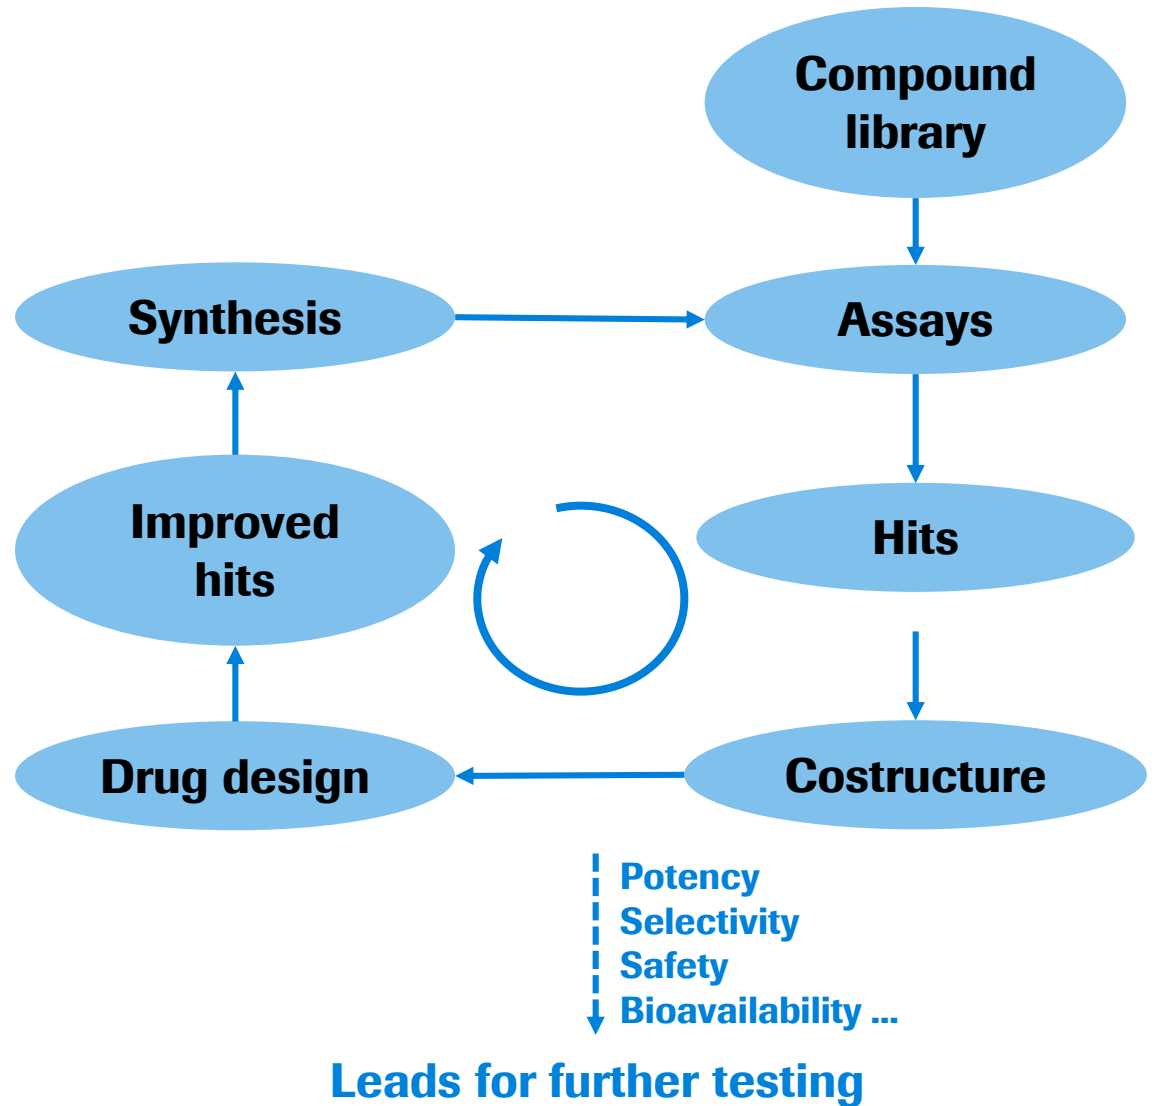 Compound
library
Synthesis
Assays
Improved
hits
Hits
Drug design
Costructure
Potency
Selectivity
Safety
Bioavailability ...
Leads for further testing